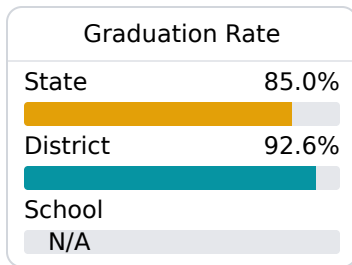 Graduation Rate
State 85.0%
District 92.6%
School
N/A